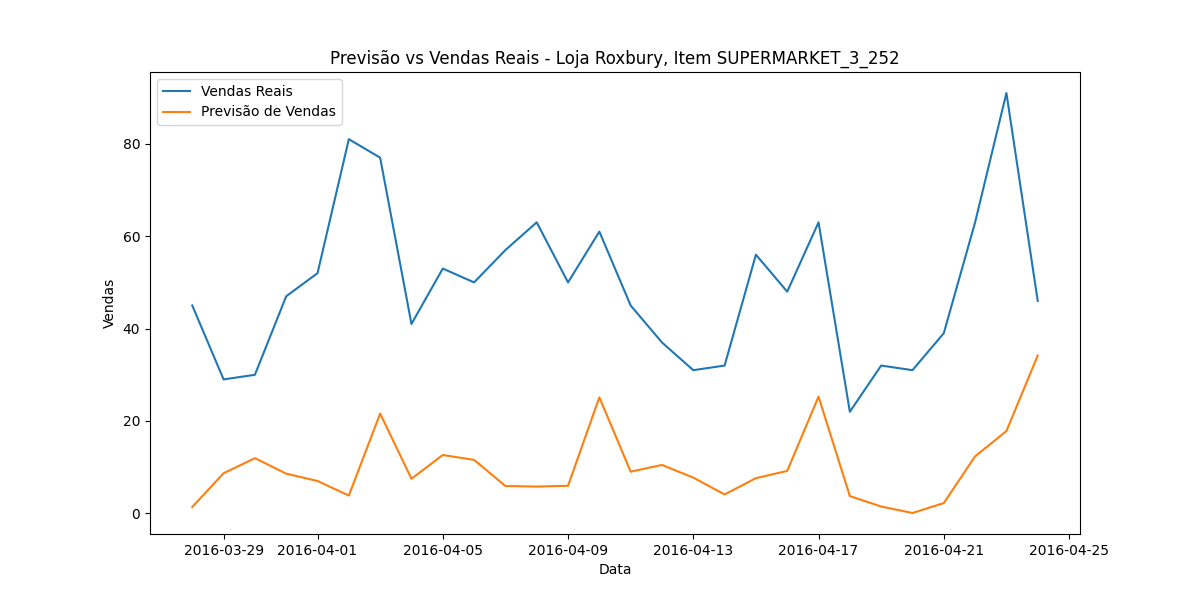 Previsão vs Vendas Reais - Loja Roxbury, Item SUPERMARKET_3_252
Vendas Reais
Previsão de Vendas
Vendas
80
60
40
20
0
2016-03-29 2016-04-01 2016-04-05 2016-04-09 2016-04-13 2016-04-17 2016-04-21 2016-04-25
Data